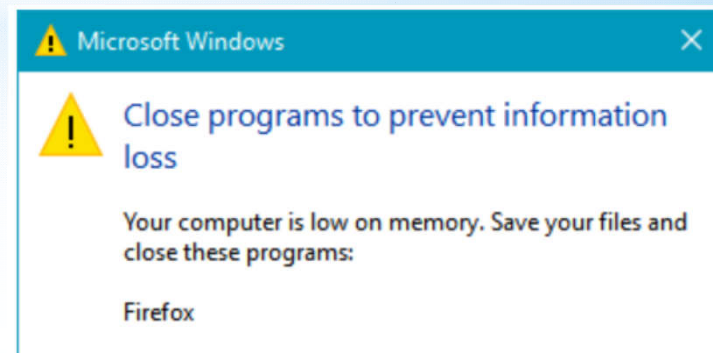 Microsoft Windows
Close programs to prevent information
loss
Your computer is low on memory. Save your files and
close these programs:
Firefox